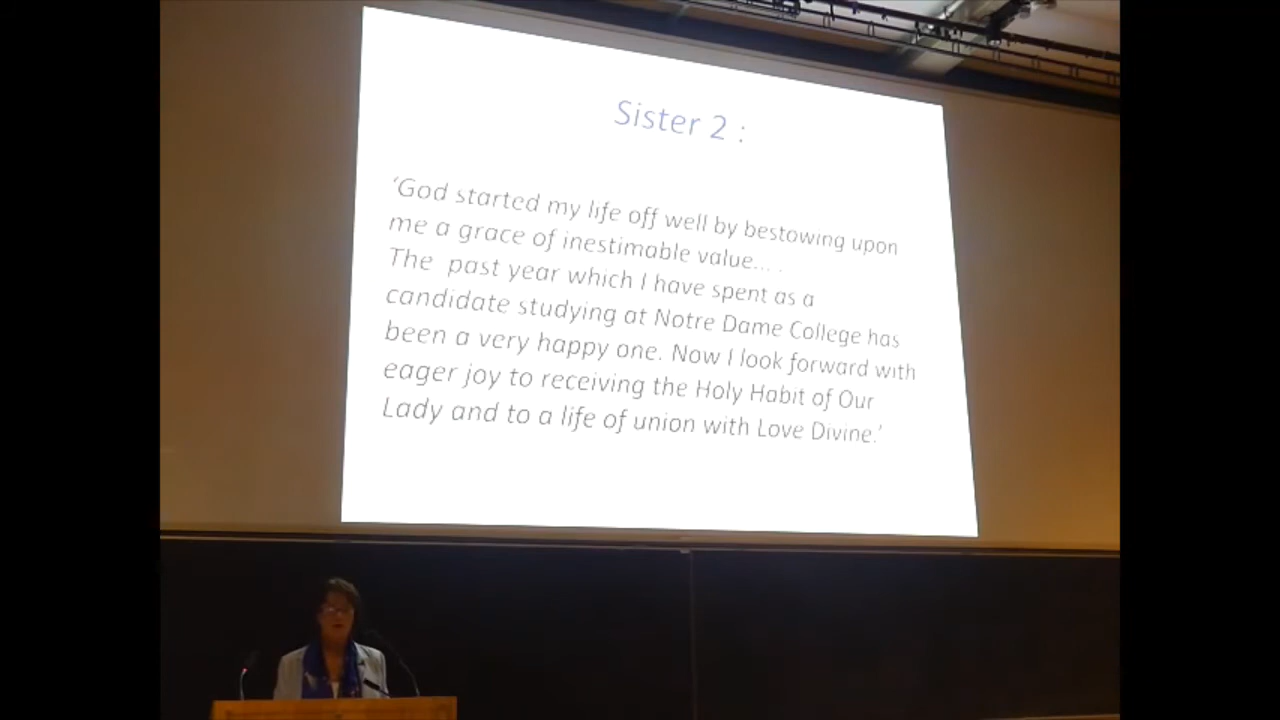 Sister 2 :
‘God started my life off well by bestowing upon
me a grace of inestimable value... .
The past year which I have spent as a
candidate studying at Notre Dame College has
been a very happy one. Now I look forward with
eager joy to receiving the Holy Habit of Our
Lady and to a life of union with Love Divine.’